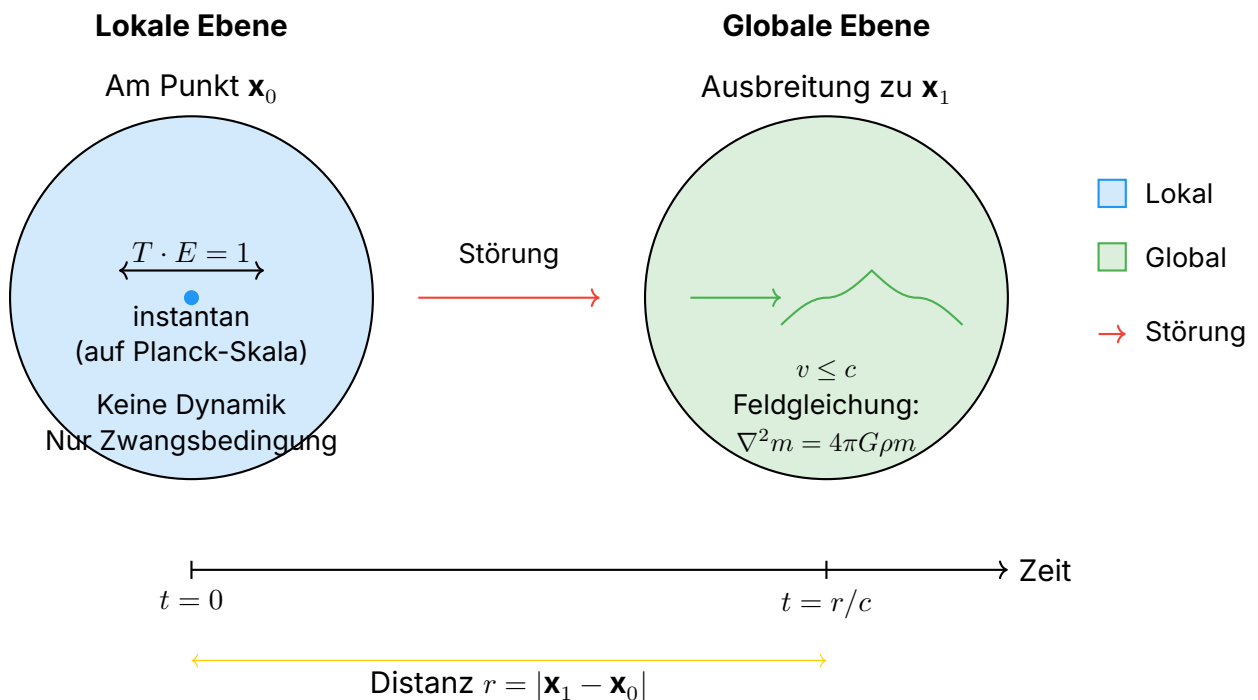 Lokale Ebene
Am Punkt 𝐱₀
T · E = 1
instantan
(auf Planck-Skala)
Keine Dynamik
Nur Zwangsbedingung
Störung
Globale Ebene
Ausbreitung zu 𝐱₁
v ≤ c
Feldgleichung:
∇²m = 4πGρm
Lokal
Global
Störung
Zeit
t = 0
t = r/c
Distanz r = |𝐱₁ − 𝐱₀|